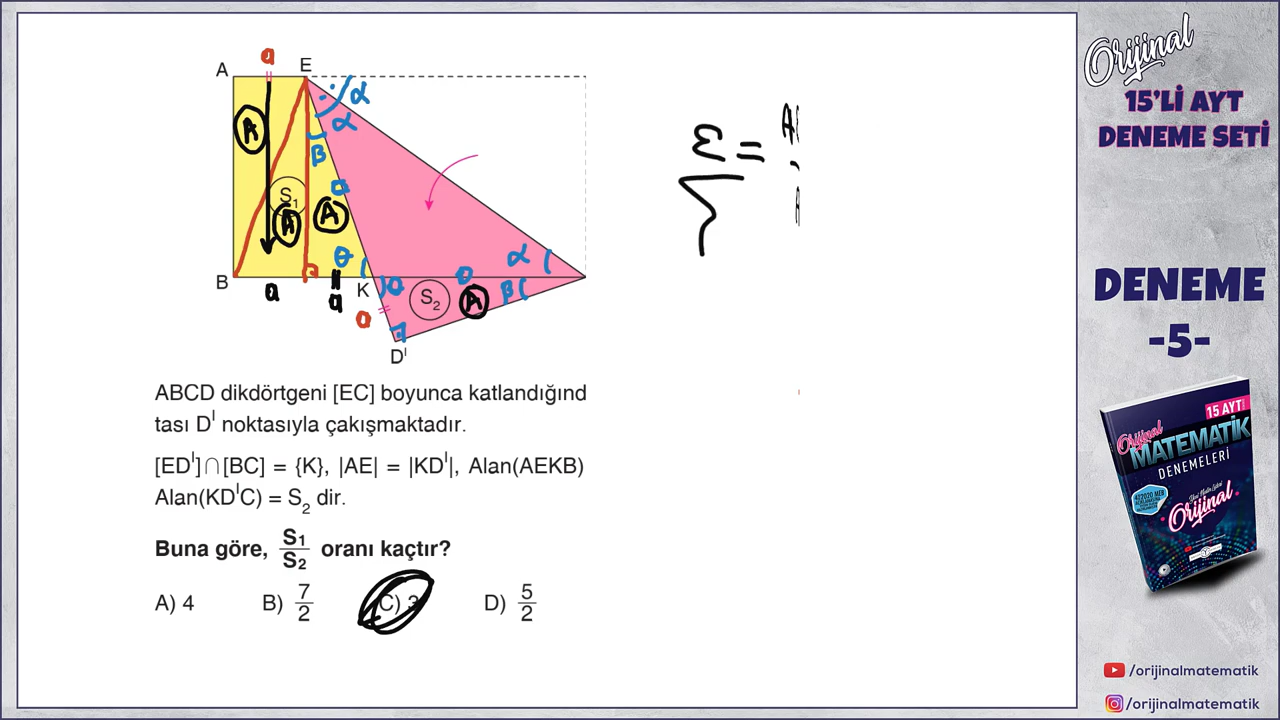 a
A
E
α
α
β
A
S₁
A
A
θ
α
B
a
a
K
θ
θ
S₂
A
β
a
D'
ε =
ABCD dikdörtgeni [EC] boyunca katlandığınd
tası D' noktasıyla çakışmaktadır.
[ED']∩[BC] = {K}, |AE| = |KD'|, Alan(AEKB)
Alan(KD'C) = S₂ dir.
Buna göre, S₁/S₂ oranı kaçtır?
A) 4 B) 7/2 C) 3 D) 5/2
Orijinal
15'Lİ AYT
DENEME SETİ
DENEME
-5-
15 AYT
Orijinal
MATEMATİK
DENEMELERİ
Orijinal
/orijinalmatematik
/orijinalmatematik